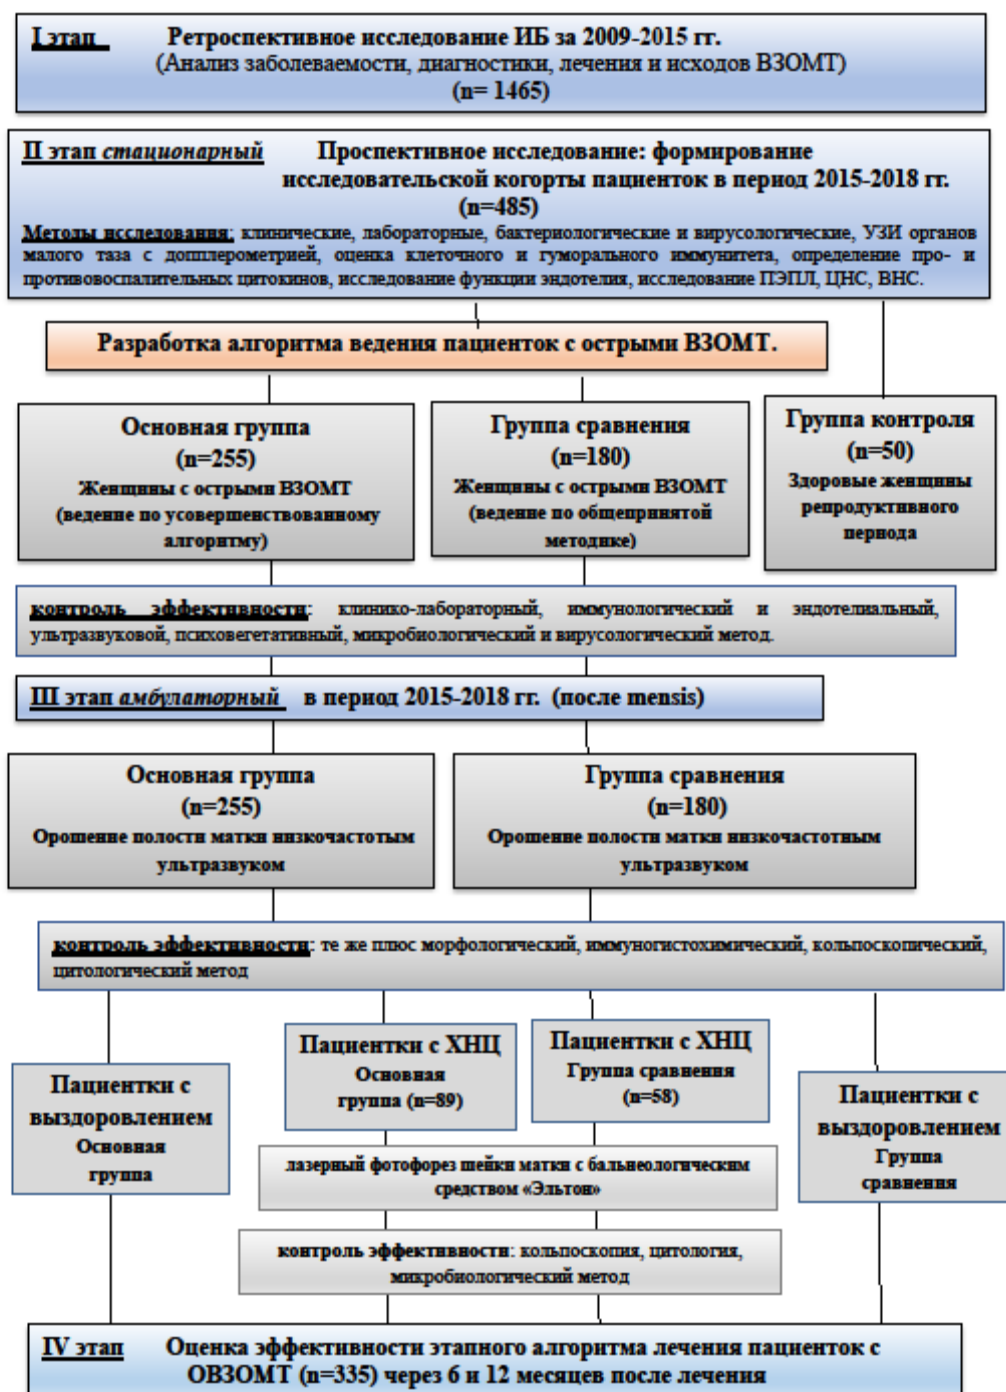 I этап Ретроспективное исследование ИБ за 2009-2015 гг.
(Анализ заболеваемости, диагностики, лечения и исходов ВЗОМТ)
(n= 1465)
II этап стационарный Проспективное исследование: формирование
исследовательской когорты пациенток в период 2015-2018 гг.
(n=485)
Методы исследования: клинические, лабораторные, бактериологические и вирусологические, УЗИ органов
малого таза с допплерометрией, оценка клеточного и гуморального иммунитета, определение про- и
противовоспалительных цитокинов, исследование функции эндотелия, исследование ПЭПЛ, ЦНС, ВНС.
Разработка алгоритма ведения пациенток с острыми ВЗОМТ.
Основная группа
(n=255)
Женщины с острыми ВЗОМТ
(ведение по усовершенствованному
алгоритму)
Группа сравнения
(n=180)
Женщины с острыми ВЗОМТ
(ведение по общепринятой
методике)
Группа контроля
(n=50)
Здоровые женщины
репродуктивного
периода
контроль эффективности: клинико-лабораторный, иммунологический и эндотелиальный,
ультразвуковой, психовегетативный, микробиологический и вирусологический метод.
III этап амбулаторный в период 2015-2018 гг. (после mensis)
Основная группа
(n=255)
Орошение полости матки низкочастотым
ультразвуком
Группа сравнения
(n=180)
Орошение полости матки низкочастотным
ультразвуком
контроль эффективности: те же плюс морфологический, иммуногистохимический, кольпоскопический,
цитологический метод
Пациентки с
выздоровлением
Основная
группа
Пациентки с ХНЦ
Основная
группа (n=89)
Пациентки с ХНЦ
Группа сравнения
(n=58)
Пациентки с
выздоровлением
Группа
сравнения
лазерный фотофорез шейки матки с бальнеологическим
средством «Эльтон»
контроль эффективности: кольпоскопия, цитология,
микробиологический метод
IV этап Оценка эффективности этапного алгоритма лечения пациенток с
ОВЗОМТ (n=335) через 6 и 12 месяцев после лечения